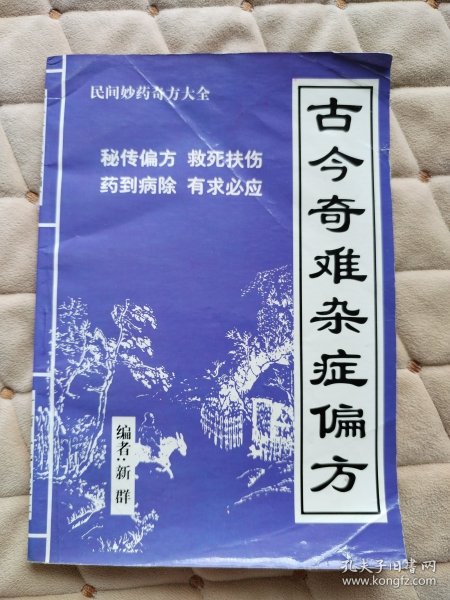 民间妙药奇方大全
秘传偏方 救死扶伤
药到病除 有求必应
古今奇难杂症偏方
编者：新群
孔夫子旧书网
www.kongfz.com